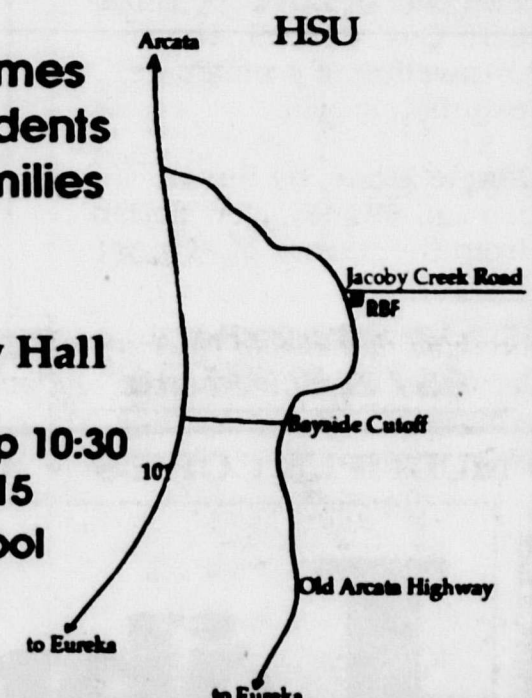 HSU
Arcata
mes
dents
milies
Jacoby Creek Road
RBF
Hall
Bayside Cutoff
p 10:30
101
15
ool
Old Arcata Highway
to Eureka
to Eureka